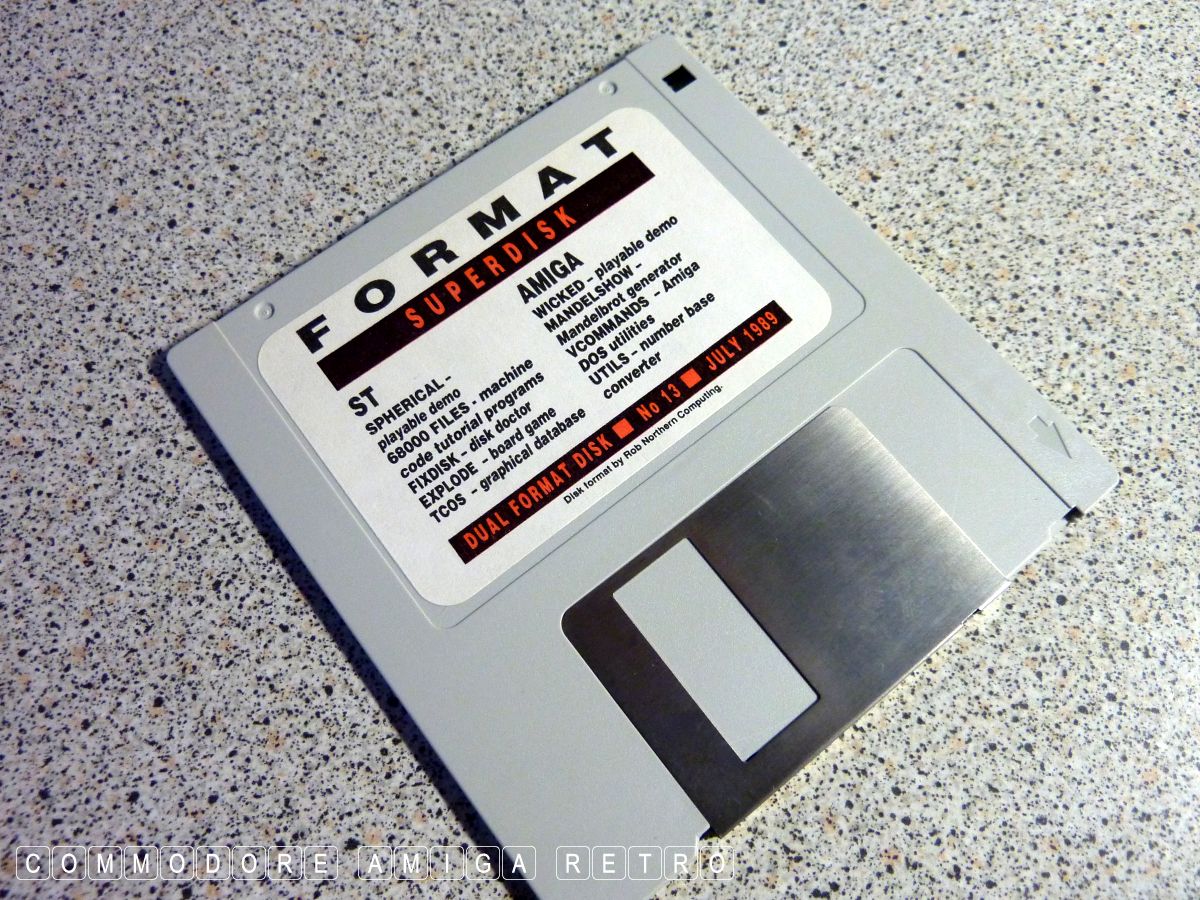 FORMAT
SUPERDISK
ST
SPHERICAL-
playable demo
68000 FILES - machine
code tutorial programs
FIXDISK - disk doctor
EXPLODE - board game
TCOS - graphical database
AMIGA
WICKED - playable demo
MANDELSHOW -
Mandelbrot generator
VCOMMANDS - Amiga
DOS utilities
UTILS - number base
converter
DUAL FORMAT DISK ■ No 13 ■ JULY 1989
Disk format by Rob Northern Computing.
COMMODORE AMIGA RETRO